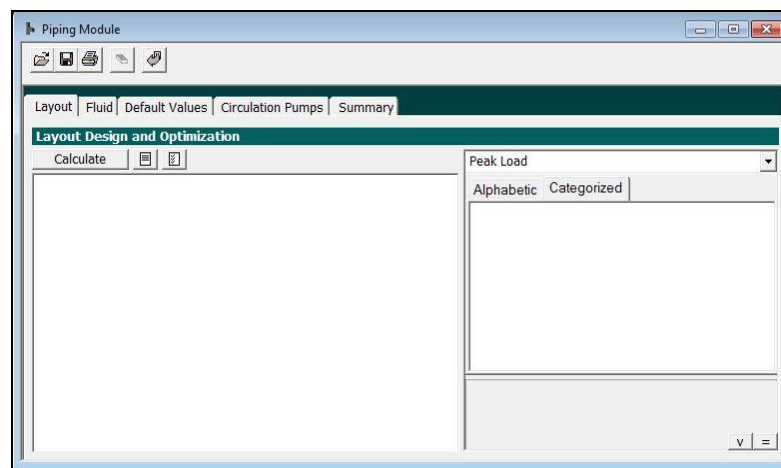 Piping Module
Layout Fluid Default Values Circulation Pumps Summary
Layout Design and Optimization
Calculate
Peak Load
Alphabetic Categorized
v =